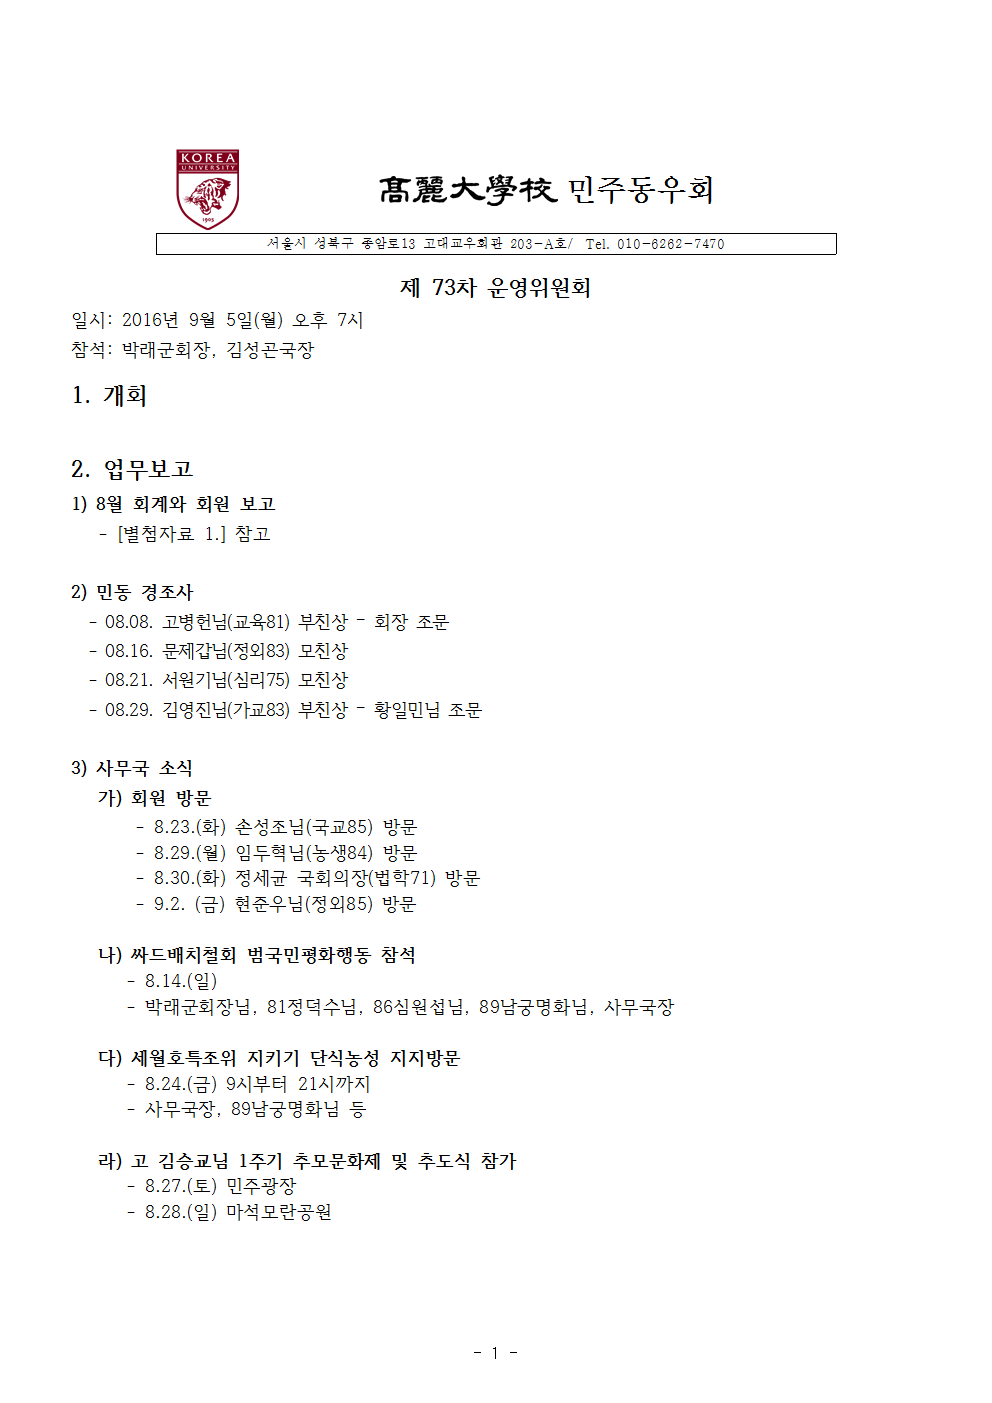 KOREA
UNIVERSITY
1905
髙麗大學校 민주동우회
서울시 성북구 종암로13 고대교우회관 203-A호/ Tel. 010-6262-7470
제 73차 운영위원회
일시: 2016년 9월 5일(월) 오후 7시
참석: 박래군회장, 김성곤국장
1. 개회
2. 업무보고
1) 8월 회계와 회원 보고
- [별첨자료 1.] 참고
2) 민동 경조사
- 08.08. 고병헌님(교육81) 부친상 - 회장 조문
- 08.16. 문제갑님(정외83) 모친상
- 08.21. 서원기님(심리75) 모친상
- 08.29. 김영진님(가교83) 부친상 - 황일민님 조문
3) 사무국 소식
가) 회원 방문
- 8.23.(화) 손성조님(국교85) 방문
- 8.29.(월) 임두혁님(농생84) 방문
- 8.30.(화) 정세균 국회의장(법학71) 방문
- 9.2. (금) 현준우님(정외85) 방문
나) 싸드배치철회 범국민평화행동 참석
- 8.14.(일)
- 박래군회장님, 81정덕수님, 86심원섭님, 89남궁명화님, 사무국장
다) 세월호특조위 지키기 단식농성 지지방문
- 8.24.(금) 9시부터 21시까지
- 사무국장, 89남궁명화님 등
라) 고 김승교님 1주기 추모문화제 및 추도식 참가
- 8.27.(토) 민주광장
- 8.28.(일) 마석모란공원
- 1 -